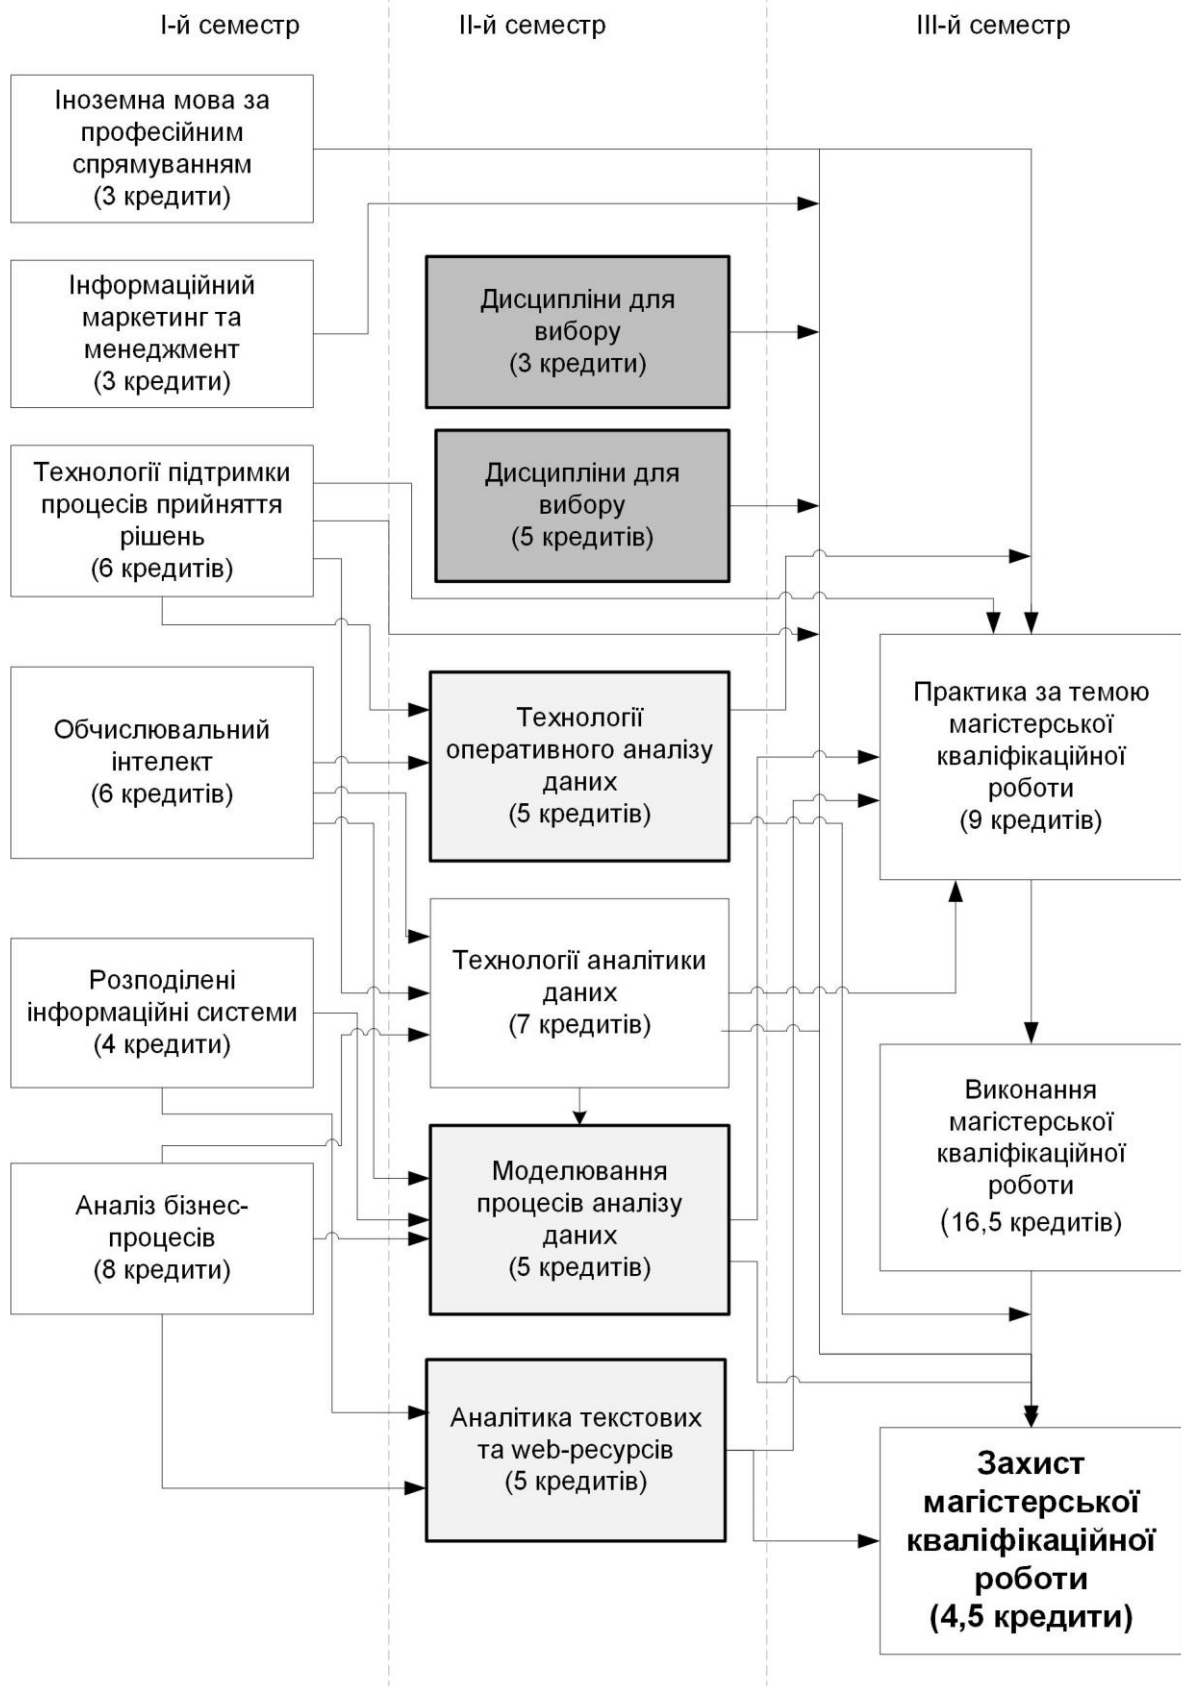 І-й семестр
ІІ-й семестр
ІІІ-й семестр
Іноземна мова за
професійним
спрямуванням
(3 кредити)
Інформаційний
маркетинг та
менеджмент
(3 кредити)
Технології підтримки
процесів прийняття
рішень
(6 кредитів)
Обчислювальний
інтелект
(6 кредитів)
Розподілені
інформаційні системи
(4 кредити)
Аналіз бізнес-
процесів
(8 кредити)
Дисципліни для
вибору
(3 кредити)
Дисципліни для
вибору
(5 кредитів)
Технології
оперативного аналізу
даних
(5 кредитів)
Технології аналітики
даних
(7 кредитів)
Моделювання
процесів аналізу
даних
(5 кредитів)
Аналітика текстових
та web-ресурсів
(5 кредитів)
Практика за темою
магістерської
кваліфікаційної
роботи
(9 кредитів)
Виконання
магістерської
кваліфікаційної
роботи
(16,5 кредитів)
Захист
магістерської
кваліфікаційної
роботи
(4,5 кредити)